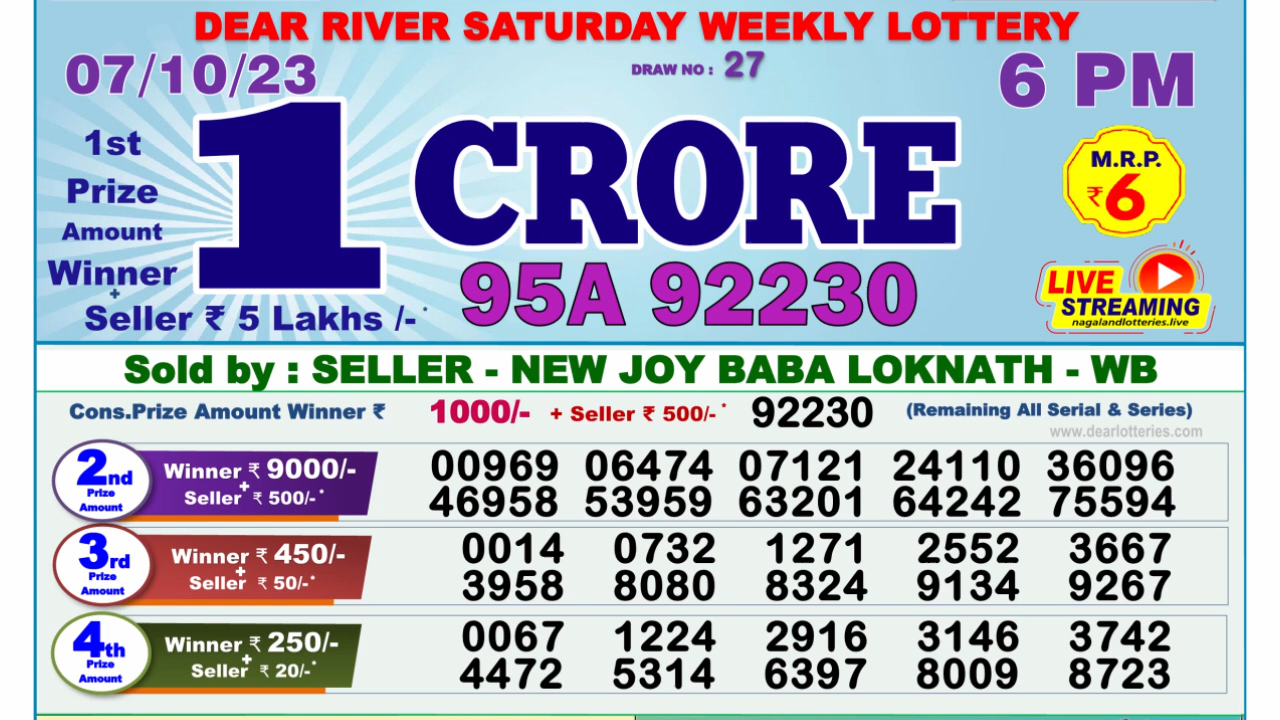 DEAR RIVER SATURDAY WEEKLY LOTTERY
07/10/23
DRAW NO : 27
6 PM
1st
Prize
Amount
Winner
+
Seller ₹ 5 Lakhs /-*
1 CRORE
95A 92230
M.R.P.
₹6
LIVE
STREAMING
nagalandlotteries.live
Sold by : SELLER - NEW JOY BABA LOKNATH - WB
Cons.Prize Amount Winner ₹ 1000/- + Seller ₹ 500/-* 92230 (Remaining All Serial & Series)
www.dearlotteries.com
2nd
Prize
Amount
Winner ₹ 9000/-
+
Seller ₹ 500/-*
00969 06474 07121 24110 36096
46958 53959 63201 64242 75594
3rd
Prize
Amount
Winner ₹ 450/-
+
Seller ₹ 50/-*
0014 0732 1271 2552 3667
3958 8080 8324 9134 9267
4th
Prize
Amount
Winner ₹ 250/-
+
Seller ₹ 20/-*
0067 1224 2916 3146 3742
4472 5314 6397 8009 8723